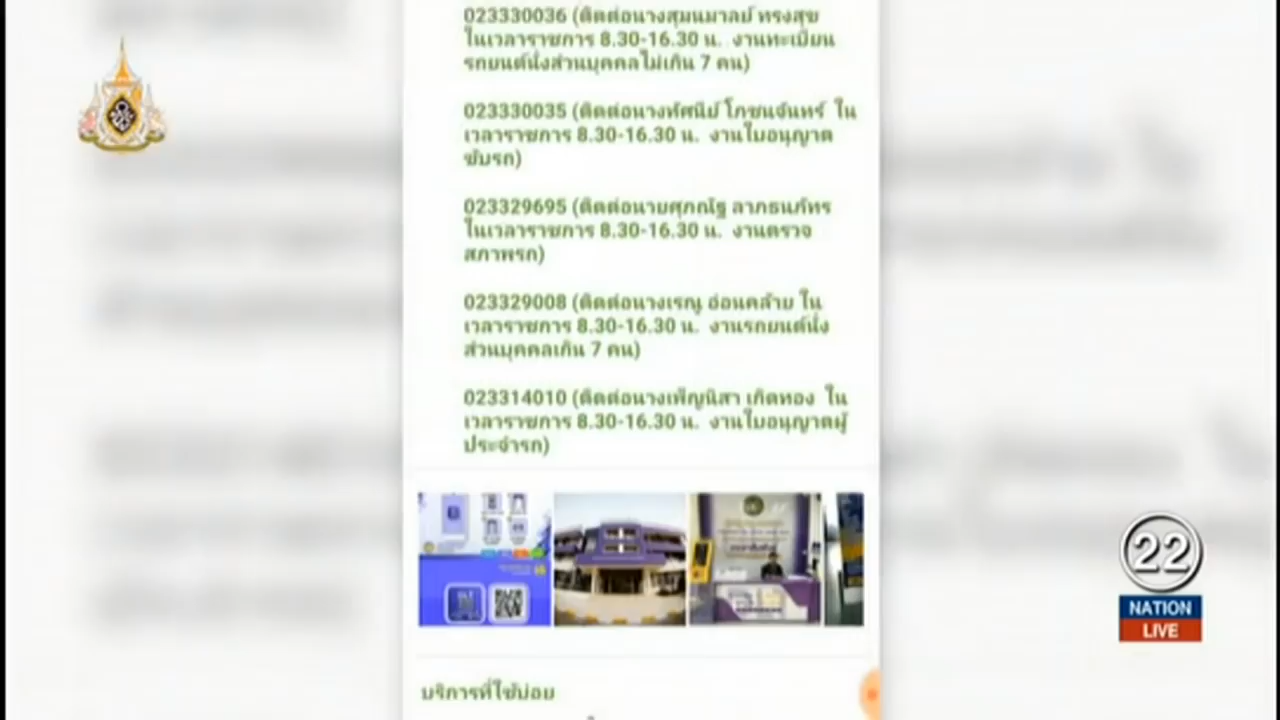 023330036 (ติดต่อนางสุมนมาลย์ ทรงสุข
ในเวลาราชการ 8.30-16.30 น. งานทะเบียน
รถยนต์นั่งส่วนบุคคลไม่เกิน 7 คน)
023330035 (ติดต่อนางทัศนีย์ โภชนจันทร์ ใน
เวลาราชการ 8.30-16.30 น. งานใบอนุญาต
ขับรถ)
023329695 (ติดต่อนายศุภณัฐ ลาภธนภัทร
ในเวลาราชการ 8.30-16.30 น. งานตรวจ
สภาพรถ)
023329008 (ติดต่อนางเรณู อ่อนคล้าย ใน
เวลาราชการ 8.30-16.30 น. งานรถยนต์นั่ง
ส่วนบุคคลเกิน 7 คน)
023314010 (ติดต่อนางเพ็ญนิสา เกิดทอง ใน
เวลาราชการ 8.30-16.30 น. งานใบอนุญาตผู้
ประจำรถ)
22
NATION
LIVE
บริการที่ใช้บ่อย